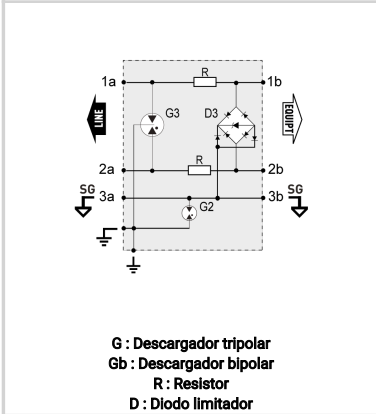 R
1a 1b
G3 D3
LINE EQUIPT
R
2a 2b
SG 3a 3b SG
G2
G : Descargador tripolar
Gb : Descargador bipolar
R : Resistor
D : Diodo limitador